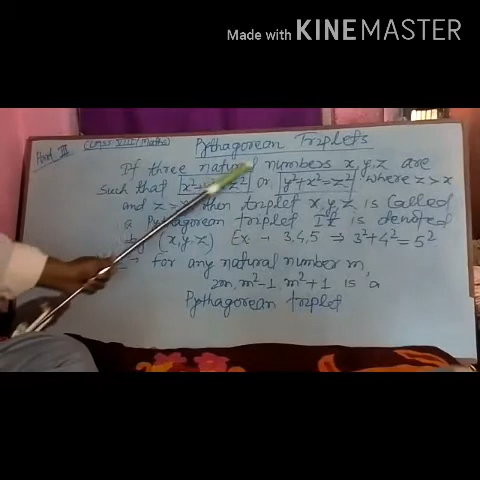 Made with KINEMASTER
Part III
Class VIII (Maths)
Pythagorean Triplets
If three natural numbers x, y, z are
such that x²+y²=z² or y²+x²=z² where z>x
and z> then triplet x, y, z is called
a Pythagorean triplet It is denoted
by (x, y, z) Ex → 3,4,5 ⇒ 3²+4²=5²
→ for any natural number m,
2m, m²-1, m²+1 is a
Pythagorean triplet